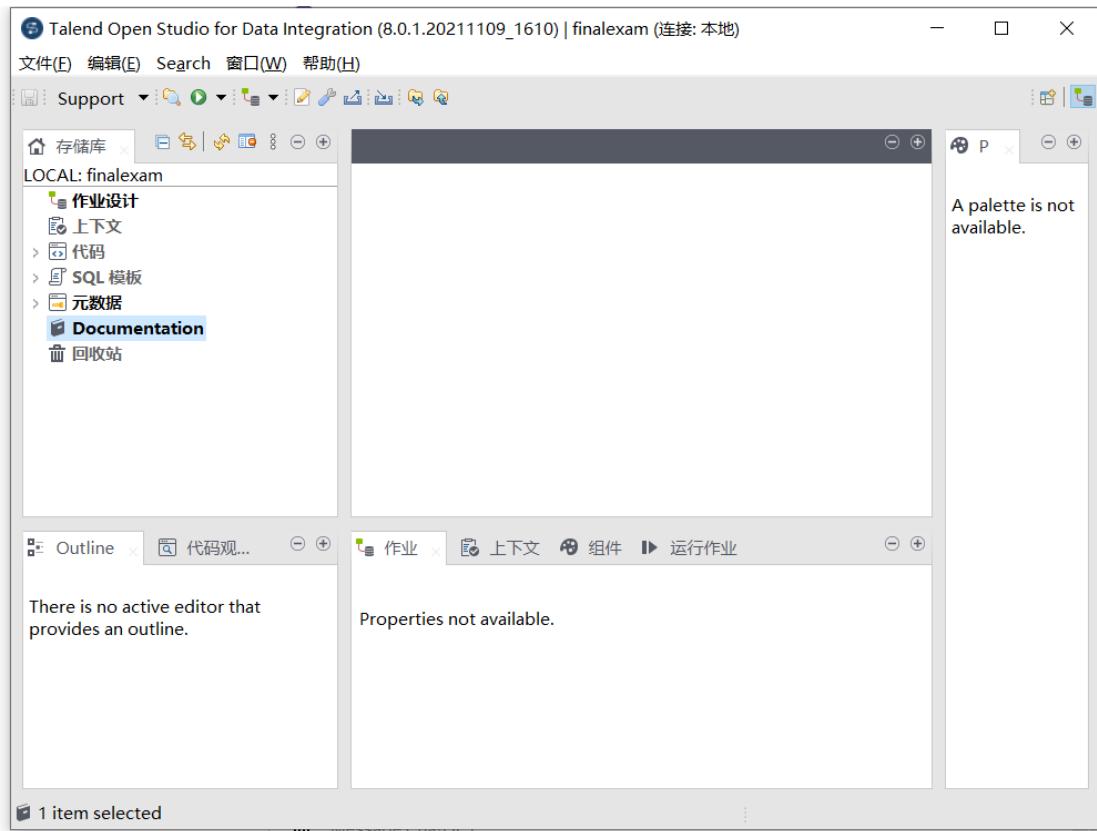 Talend Open Studio for Data Integration (8.0.1.20211109_1610) | finalexam (连接: 本地)
文件(F) 编辑(E) Search 窗口(W) 帮助(H)
Support
存储库
LOCAL: finalexam
作业设计
上下文
代码
SQL 模板
元数据
Documentation
回收站
P
A palette is not
available.
Outline 代码观...
There is no active editor that
provides an outline.
作业 上下文 组件 运行作业
Properties not available.
1 item selected